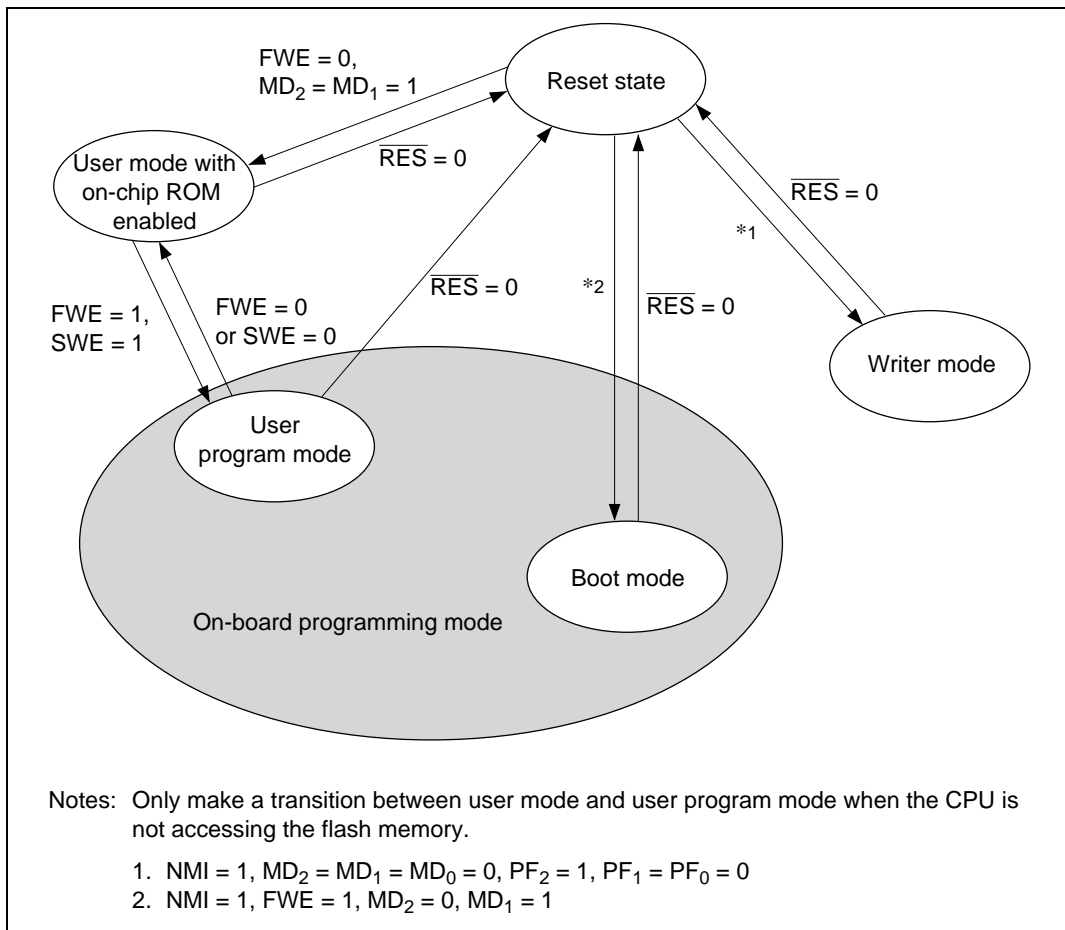 FWE = 0,
MD2 = MD1 = 1
Reset state
User mode with
on-chip ROM
enabled
R̅E̅S̅ = 0
R̅E̅S̅ = 0
*1
FWE = 1,
SWE = 1
FWE = 0
or SWE = 0
R̅E̅S̅ = 0
*2
R̅E̅S̅ = 0
Writer mode
User
program mode
Boot mode
On-board programming mode
Notes: Only make a transition between user mode and user program mode when the CPU is
not accessing the flash memory.
1. NMI = 1, MD2 = MD1 = MD0 = 0, PF2 = 1, PF1 = PF0 = 0
2. NMI = 1, FWE = 1, MD2 = 0, MD1 = 1